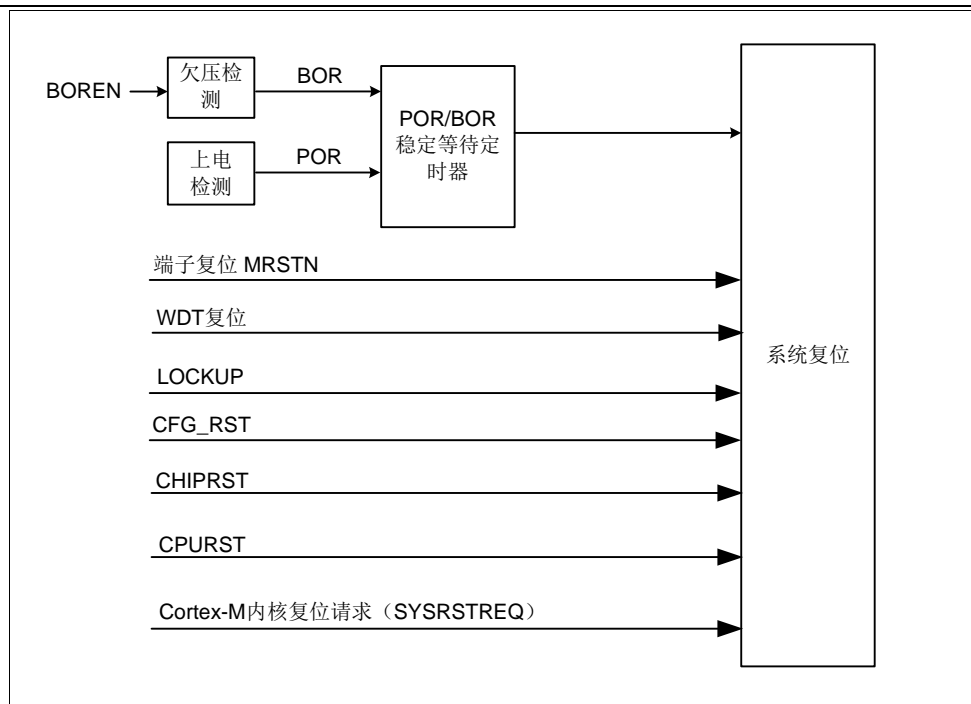 BOREN
欠压检
测
BOR
上电
检测
POR
POR/BOR
稳定等待定
时器
端子复位 MRSTN
WDT复位
LOCKUP
CFG_RST
CHIPRST
CPURST
Cortex-M内核复位请求（SYSRSTREQ）
系统复位